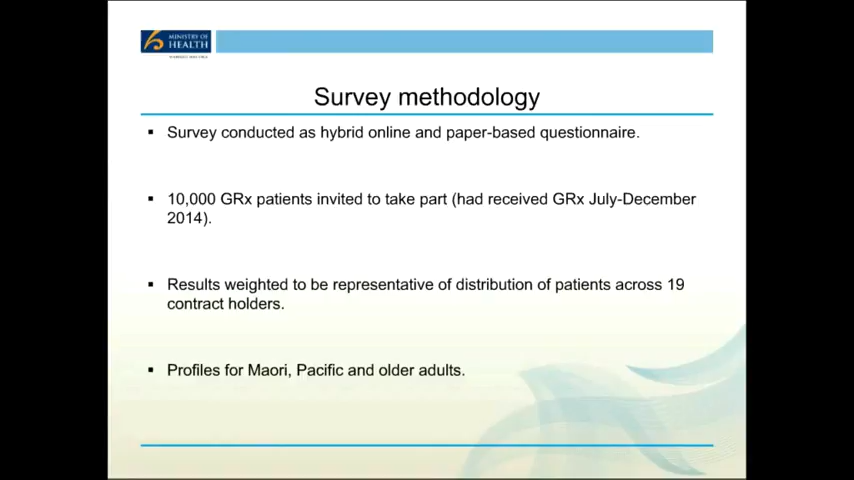 MINISTRY OF
HEALTH
Survey methodology
▪ Survey conducted as hybrid online and paper-based questionnaire.
▪ 10,000 GRx patients invited to take part (had received GRx July-December
2014).
▪ Results weighted to be representative of distribution of patients across 19
contract holders.
▪ Profiles for Maori, Pacific and older adults.